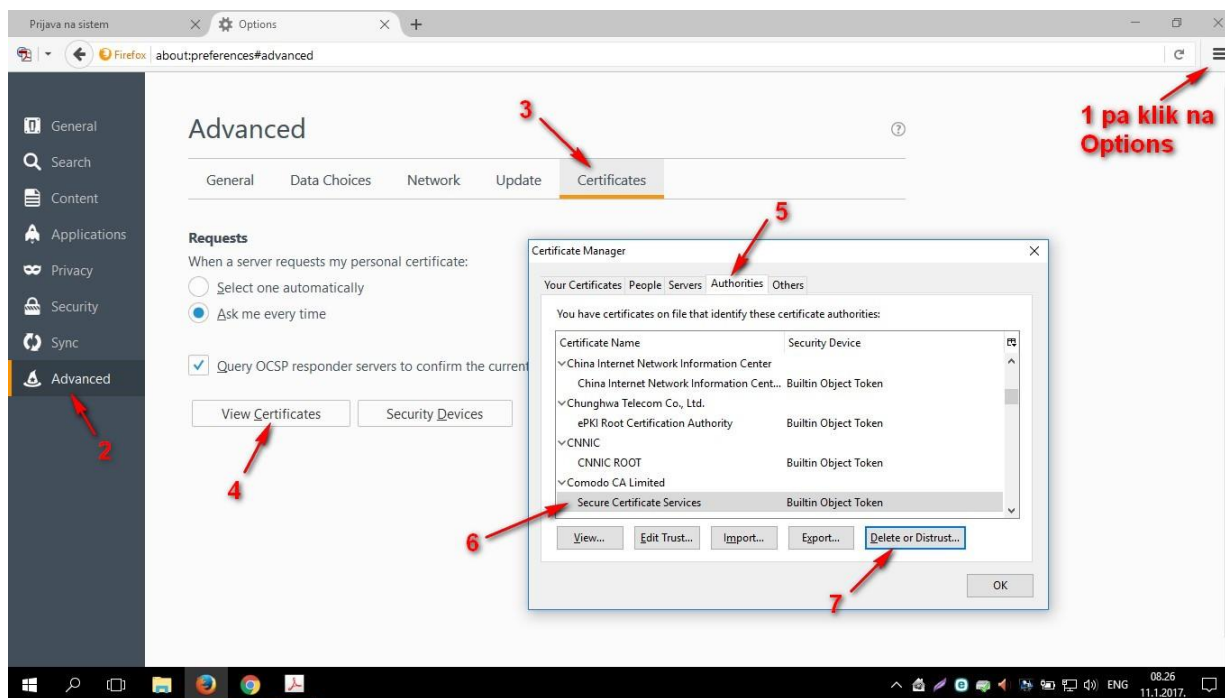 Prijava na sistem
Options
Firefox
about:preferences#advanced
1 pa klik na
Options
General
Search
Content
Applications
Privacy
Security
Sync
Advanced
2
Advanced
3
General Data Choices Network Update Certificates
Requests
When a server requests my personal certificate:
Select one automatically
Ask me every time
Query OCSP responder servers to confirm the current
View Certificates Security Devices
4
5
Certificate Manager
Your Certificates People Servers Authorities Others
You have certificates on file that identify these certificate authorities:
Certificate Name Security Device
China Internet Network Information Center
China Internet Network Information Cent... Builtin Object Token
Chunghwa Telecom Co., Ltd.
ePKI Root Certification Authority Builtin Object Token
CNNIC
CNNIC ROOT Builtin Object Token
Comodo CA Limited
Secure Certificate Services Builtin Object Token
6
View... Edit Trust... Import... Export... Delete or Distrust...
7
OK
ENG
08.26
11.1.2017.